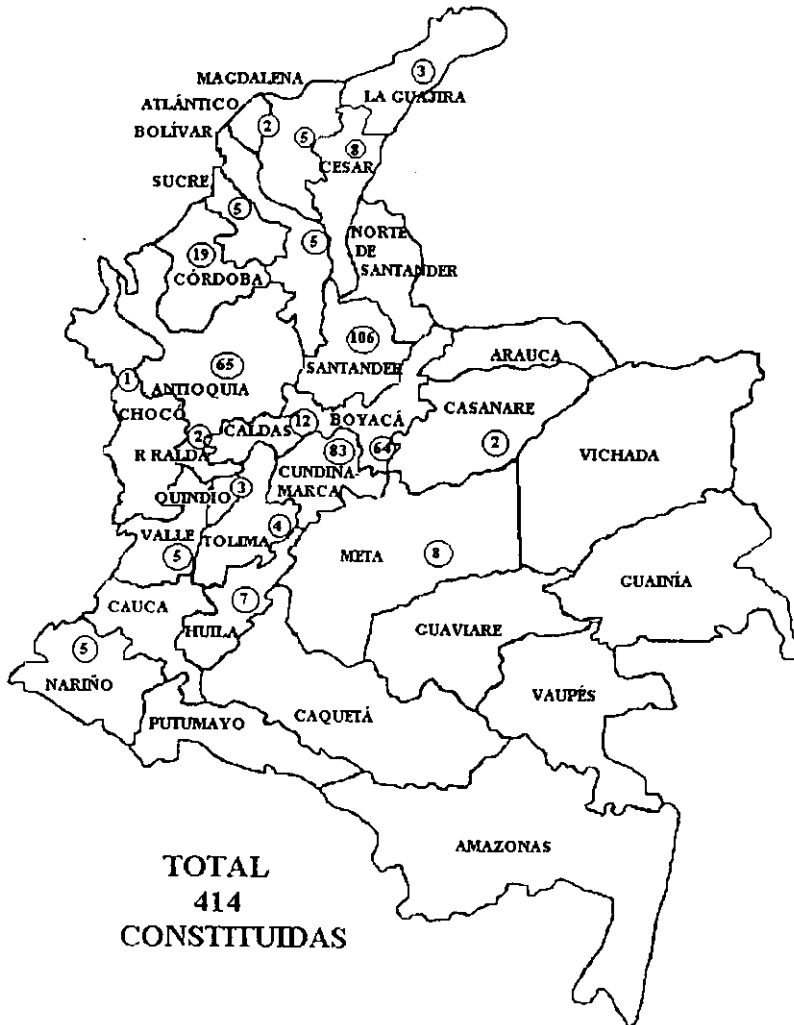 3
MAGDALENA
LA GUAJIRA
ATLÁNTICO
2
BOLÍVAR
5
8
CESAR
SUCRE
5
5
NORTE
DE
SANTANDER
19
CÓRDOBA
106
SANTANDER
ARAUCA
65
ANTIOQUIA
1
CHOCÓ
12
BOYACÁ
CASANARE
2
CALDAS
2
R RALDA
83
64
CUNDINA-
MARCA
VICHADA
QUINDIO
3
VALLE
5
TOLIMA
4
META
8
GUAINÍA
CAUCA
7
HUILA
GUAVIARE
5
NARIÑO
VAUPÉS
PUTUMAYO
CAQUETÁ
AMAZONAS
TOTAL
414
CONSTITUIDAS